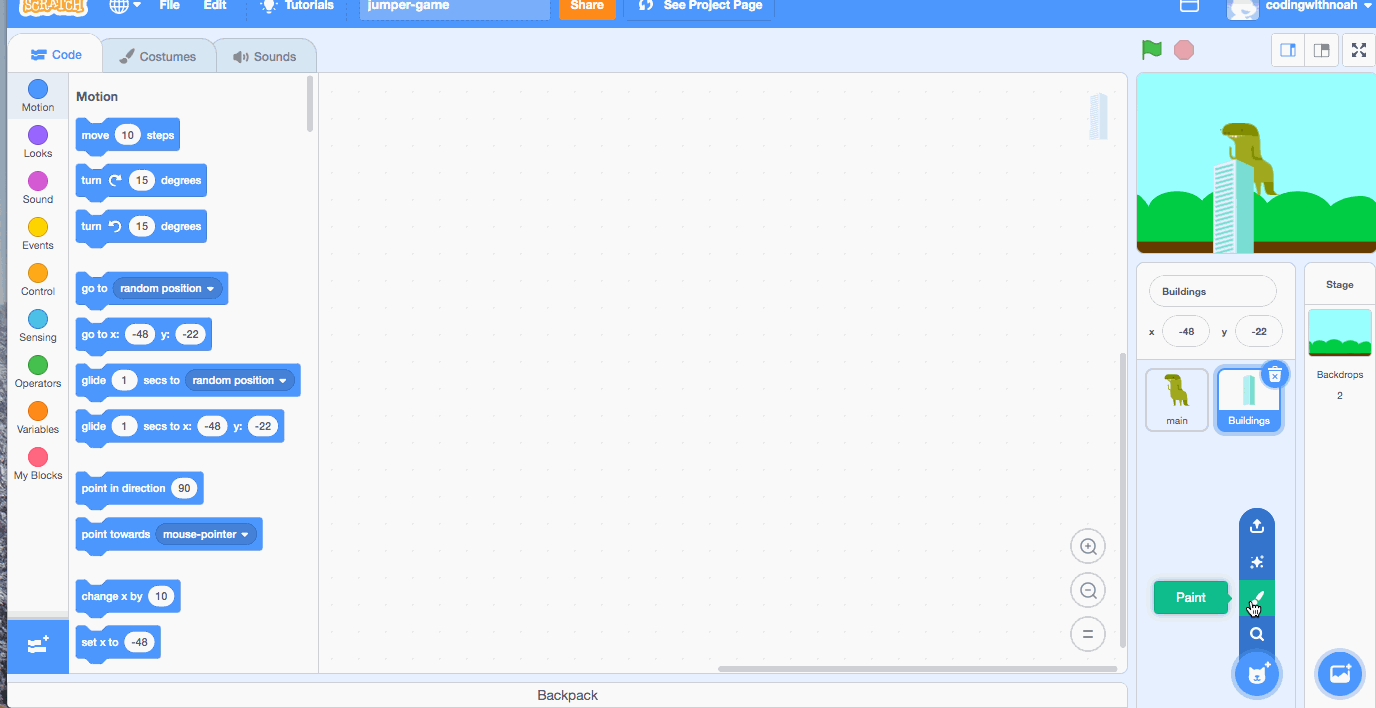 SCRATCH File Edit Tutorials jumper-game Share See Project Page codingwithnoah
Code Costumes Sounds
Motion
Looks
Sound
Events
Control
Sensing
Operators
Variables
My Blocks
Motion
move 10 steps
turn 15 degrees
turn 15 degrees
go to random position
go to x: -48 y: -22
glide 1 secs to random position
glide 1 secs to x: -48 y: -22
point in direction 90
point towards mouse-pointer
change x by 10
set x to -48
Backpack
Buildings
x -48 y -22
main
Buildings
Paint
Stage
Backdrops
2